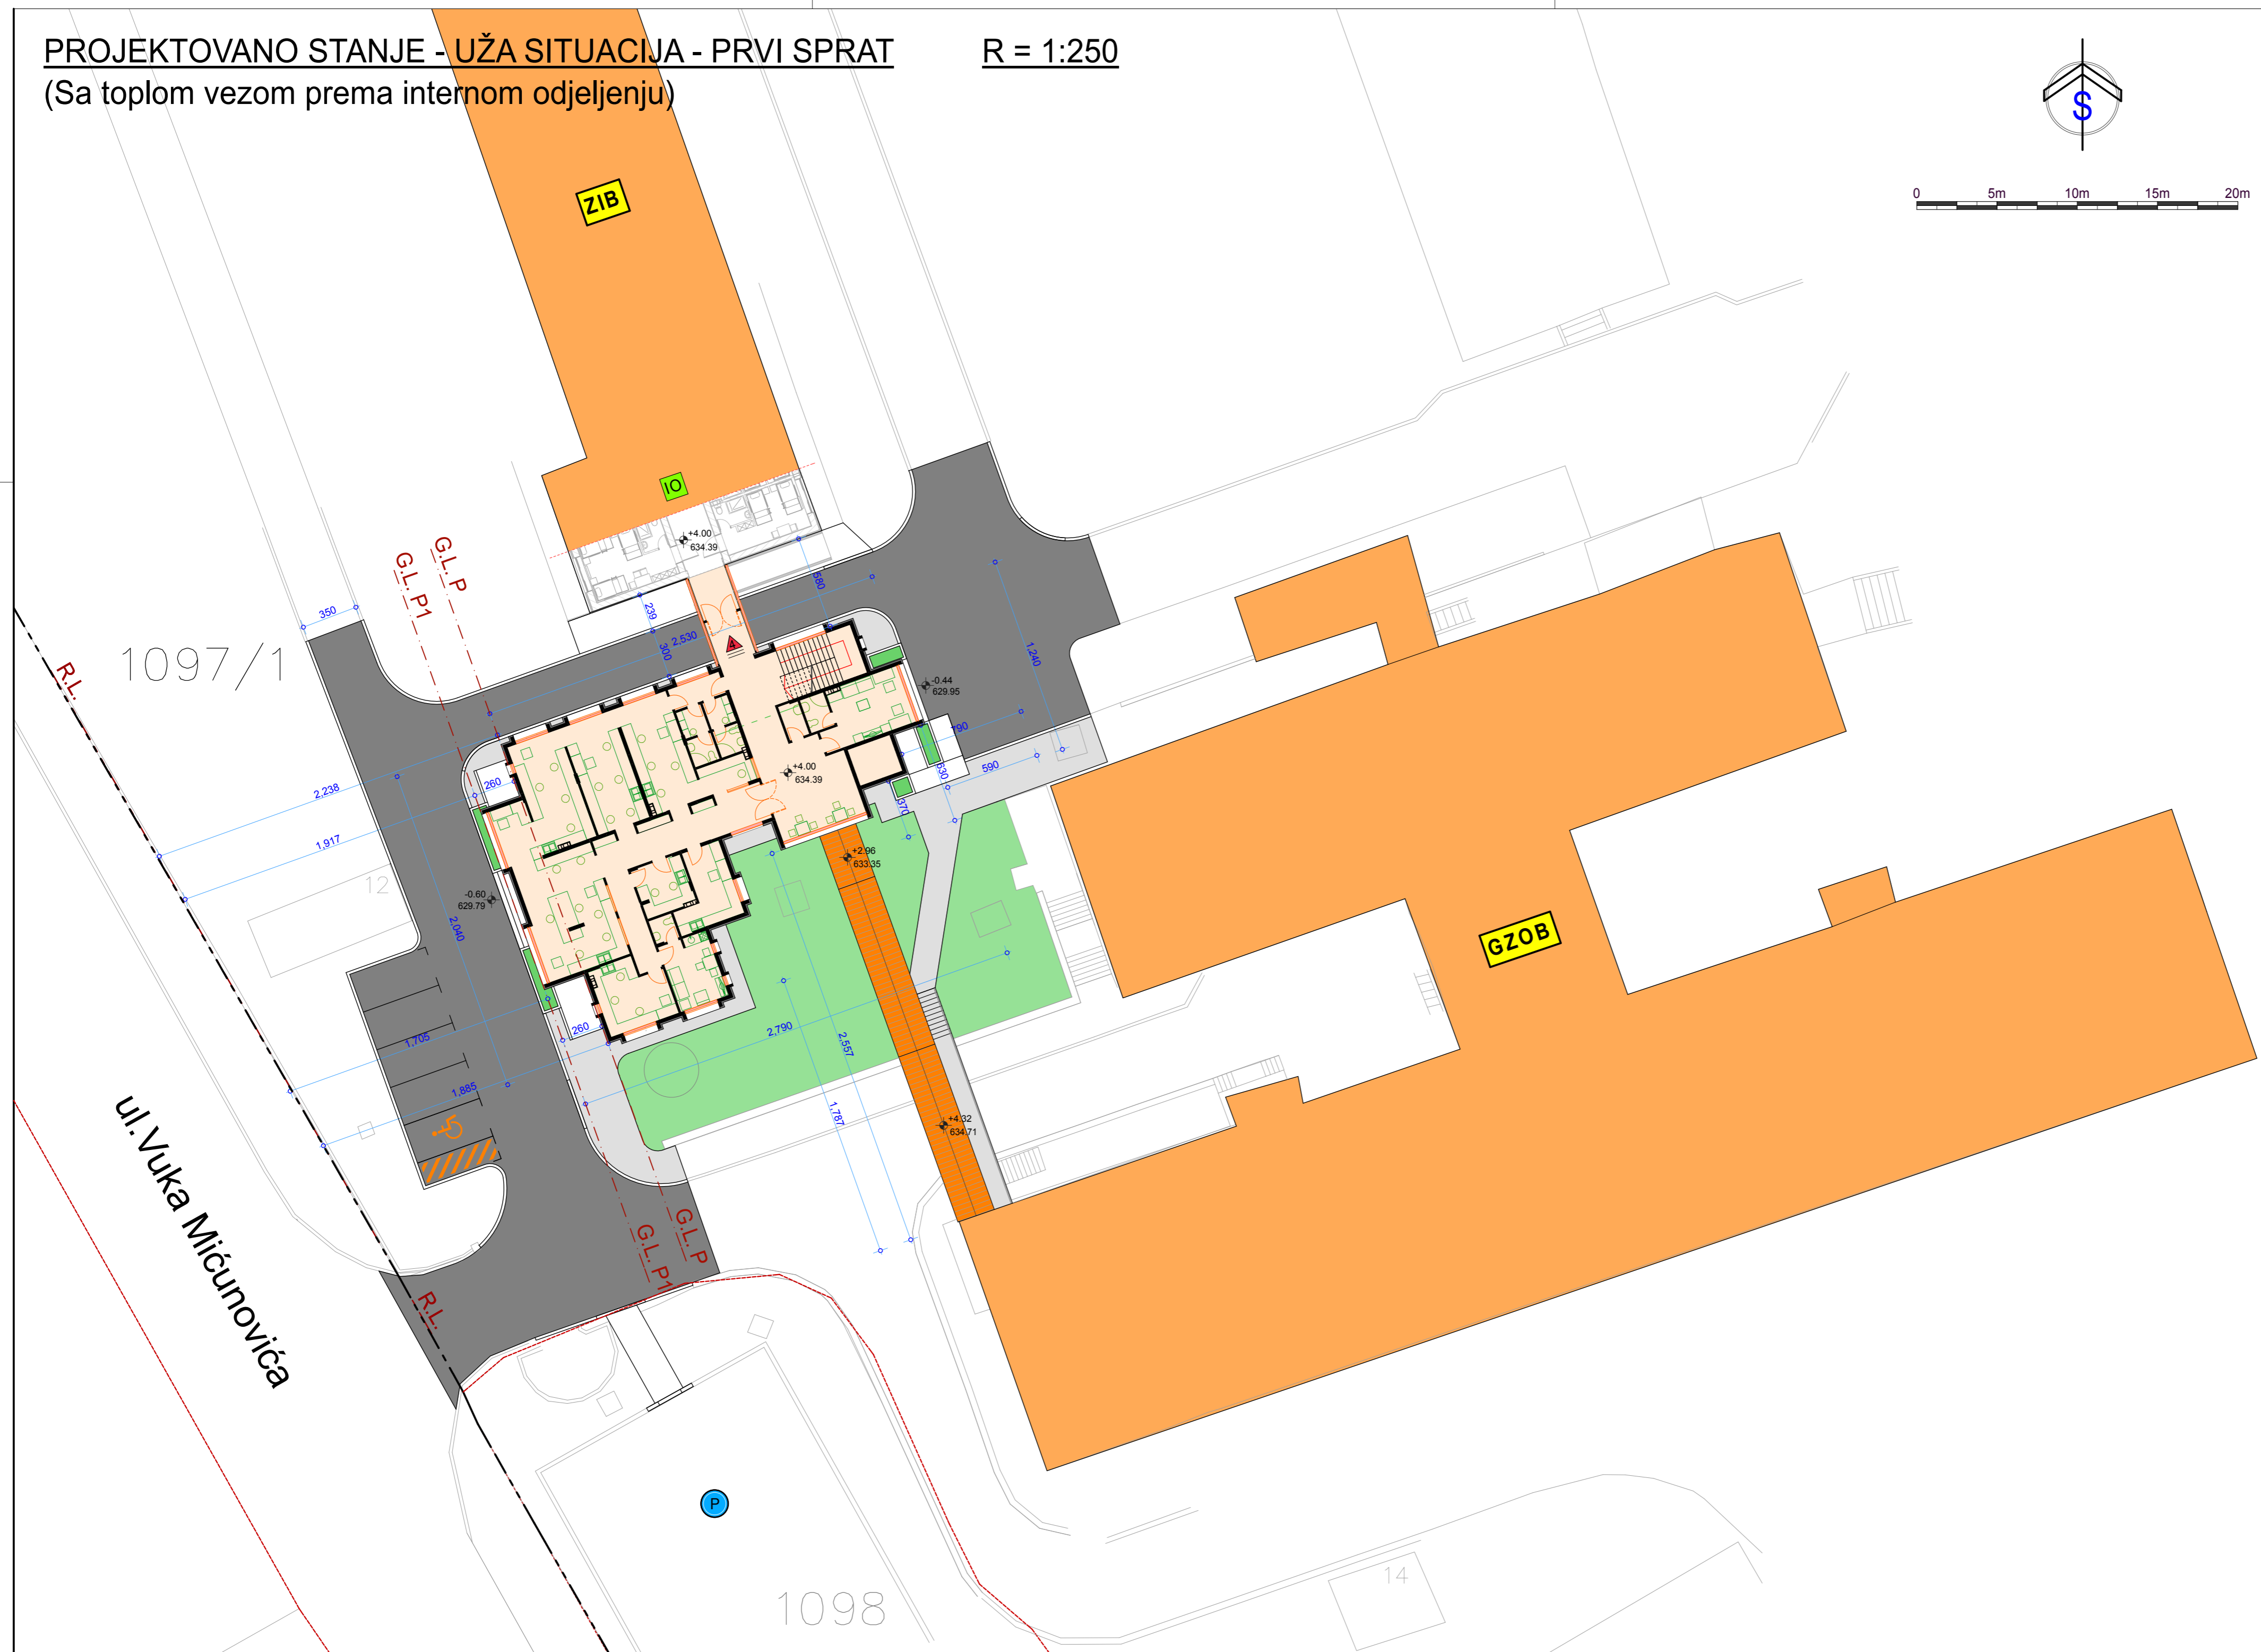 PROJEKTOVANO STANJE - UŽA SITUACIJA - PRVI SPRAT R = 1:250
(Sa toplom vezom prema internom odjeljenju)
S
0 5m 10m 15m 20m
ZIB
IO
+4.00
634.39
G.L. P
G.L. P1
350
239
580
2,530
300
1,240
1097/1
R.L.
4
-0.44
629.95
790
630
590
370
+4.00
634.39
2,238
260
1,917
12
-0.60
629.79
2,040
+2.96
633.35
GZOB
1,705
260
2,790
2,557
1,885
1,787
+4.32
634.71
ul.Vuka Mićunovića
G.L. P
G.L. P1
R.L.
P
1098
14